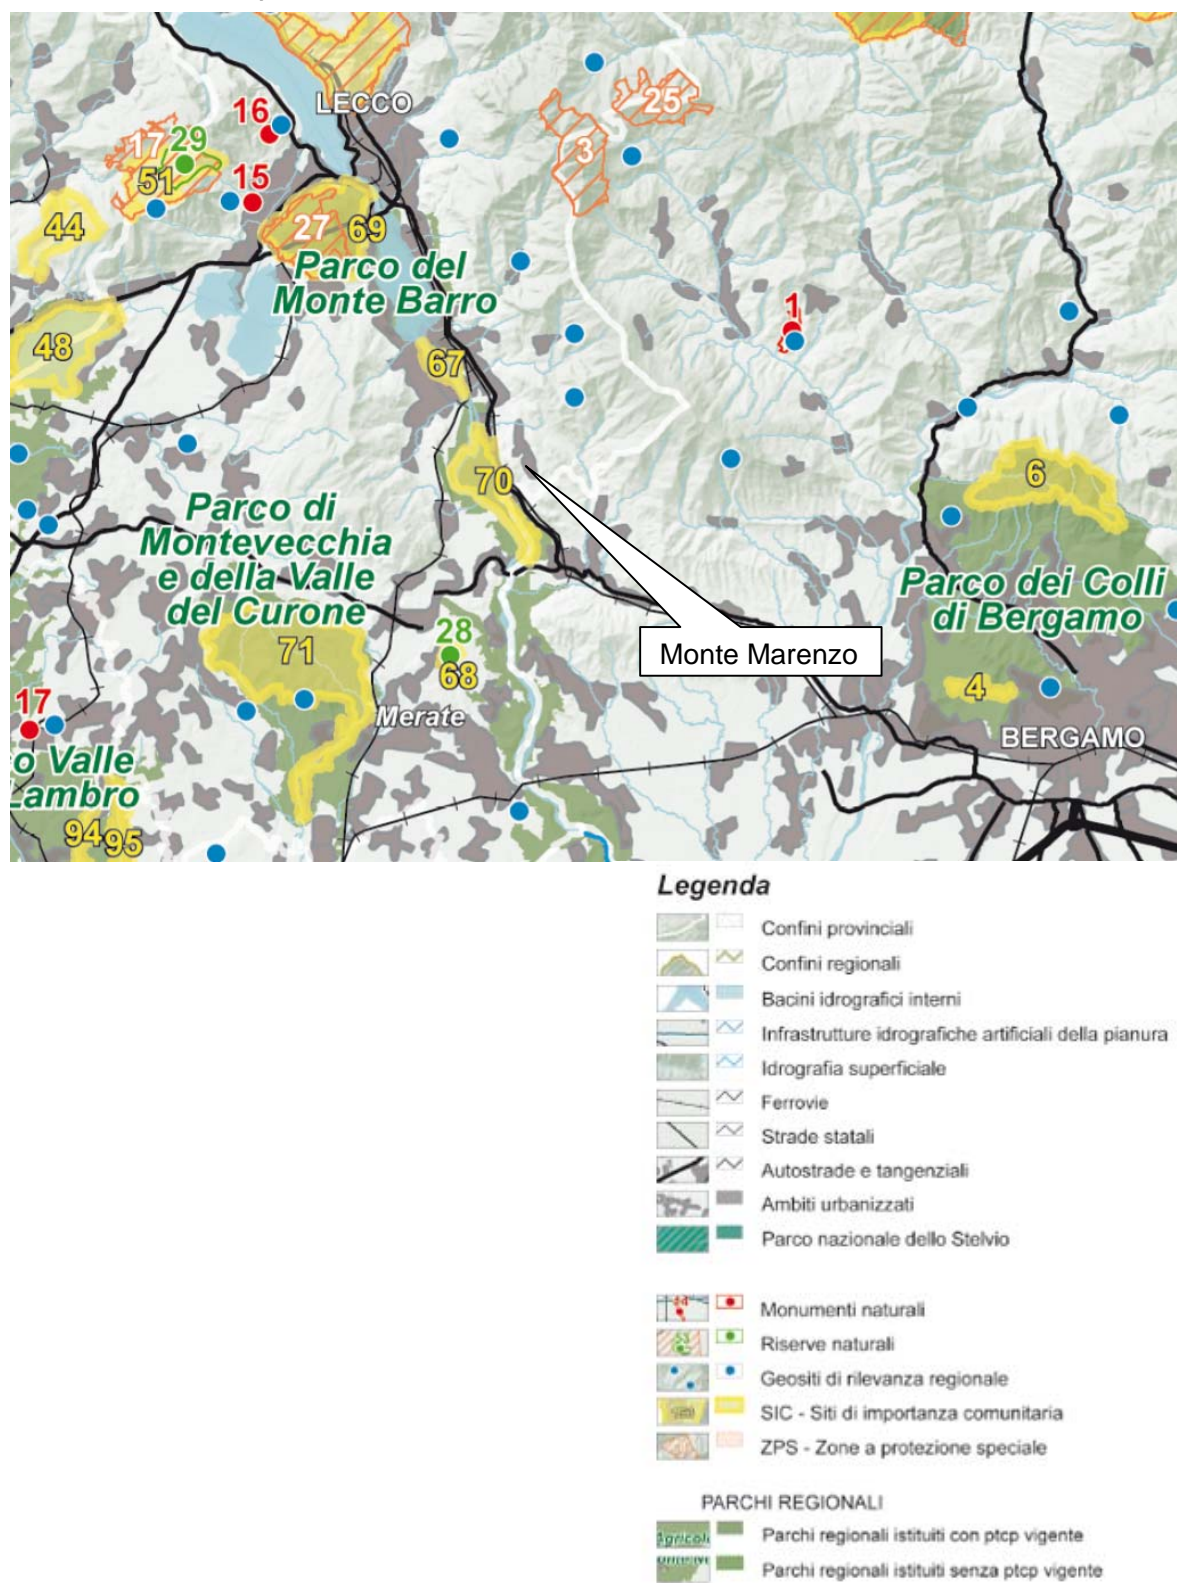 LECCO
16
25
17
29
3
51
15
44
27
69
Parco del
Monte Barro
1
48
67
6
70
Parco di
Montevecchia
e della Valle
del Curone
Parco dei Colli
di Bergamo
28
Monte Marenzo
71
68
4
17
Merate
BERGAMO
o Valle
Lambro
94
95
Legenda
Confini provinciali
Confini regionali
Bacini idrografici interni
Infrastrutture idrografiche artificiali della pianura
Idrografia superficiale
Ferrovie
Strade statali
Autostrade e tangenziali
Ambiti urbanizzati
Parco nazionale dello Stelvio
Monumenti naturali
Riserve naturali
Geositi di rilevanza regionale
SIC - Siti di importanza comunitaria
ZPS - Zone a protezione speciale
PARCHI REGIONALI
Parchi regionali istituiti con ptcp vigente
Parchi regionali istituiti senza ptcp vigente